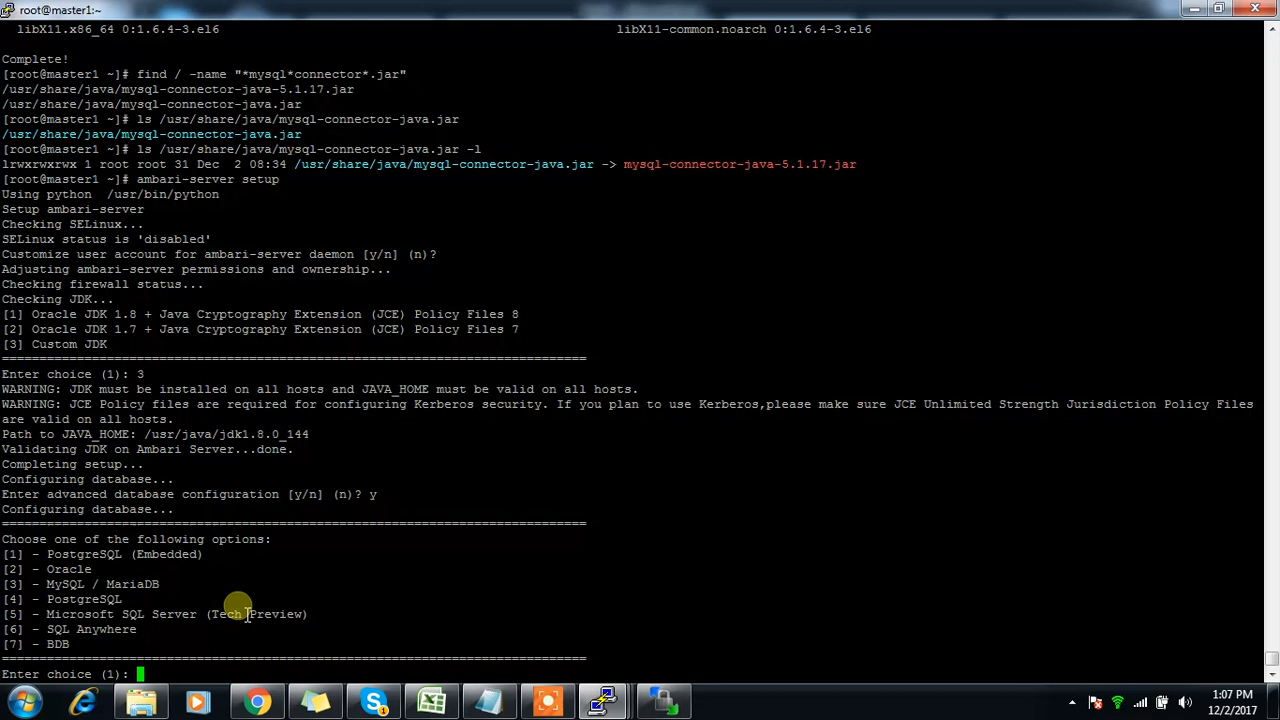 root@master1:~
libX11.x86_64 0:1.6.4-3.el6 libX11-common.noarch 0:1.6.4-3.el6
Complete!
[root@master1 ~]# find / -name "*mysql*connector*.jar"
/usr/share/java/mysql-connector-java-5.1.17.jar
/usr/share/java/mysql-connector-java.jar
[root@master1 ~]# ls /usr/share/java/mysql-connector-java.jar
/usr/share/java/mysql-connector-java.jar
[root@master1 ~]# ls /usr/share/java/mysql-connector-java.jar -l
lrwxrwxrwx 1 root root 31 Dec  2 08:34 /usr/share/java/mysql-connector-java.jar -> mysql-connector-java-5.1.17.jar
[root@master1 ~]# ambari-server setup
Using python  /usr/bin/python
Setup ambari-server
Checking SELinux...
SELinux status is 'disabled'
Customize user account for ambari-server daemon [y/n] (n)?
Adjusting ambari-server permissions and ownership...
Checking firewall status...
Checking JDK...
[1] Oracle JDK 1.8 + Java Cryptography Extension (JCE) Policy Files 8
[2] Oracle JDK 1.7 + Java Cryptography Extension (JCE) Policy Files 7
[3] Custom JDK
==============================================================================
Enter choice (1): 3
WARNING: JDK must be installed on all hosts and JAVA_HOME must be valid on all hosts.
WARNING: JCE Policy files are required for configuring Kerberos security. If you plan to use Kerberos,please make sure JCE Unlimited Strength Jurisdiction Policy Files
are valid on all hosts.
Path to JAVA_HOME: /usr/java/jdk1.8.0_144
Validating JDK on Ambari Server...done.
Completing setup...
Configuring database...
Enter advanced database configuration [y/n] (n)? y
Configuring database...
==============================================================================
Choose one of the following options:
[1] - PostgreSQL (Embedded)
[2] - Oracle
[3] - MySQL / MariaDB
[4] - PostgreSQL
[5] - Microsoft SQL Server (Tech Preview)
[6] - SQL Anywhere
[7] - BDB
==============================================================================
Enter choice (1):
1:07 PM
12/2/2017